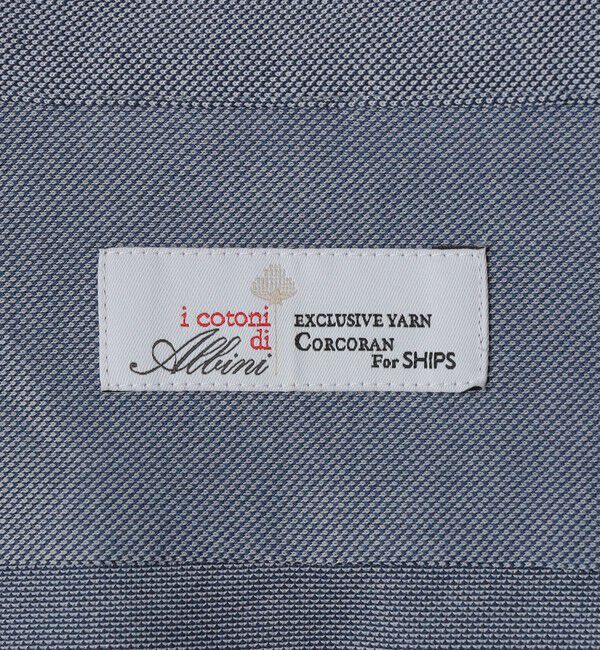 i cotoni
di
Albini
EXCLUSIVE YARN
CORCORAN
For SHIPS